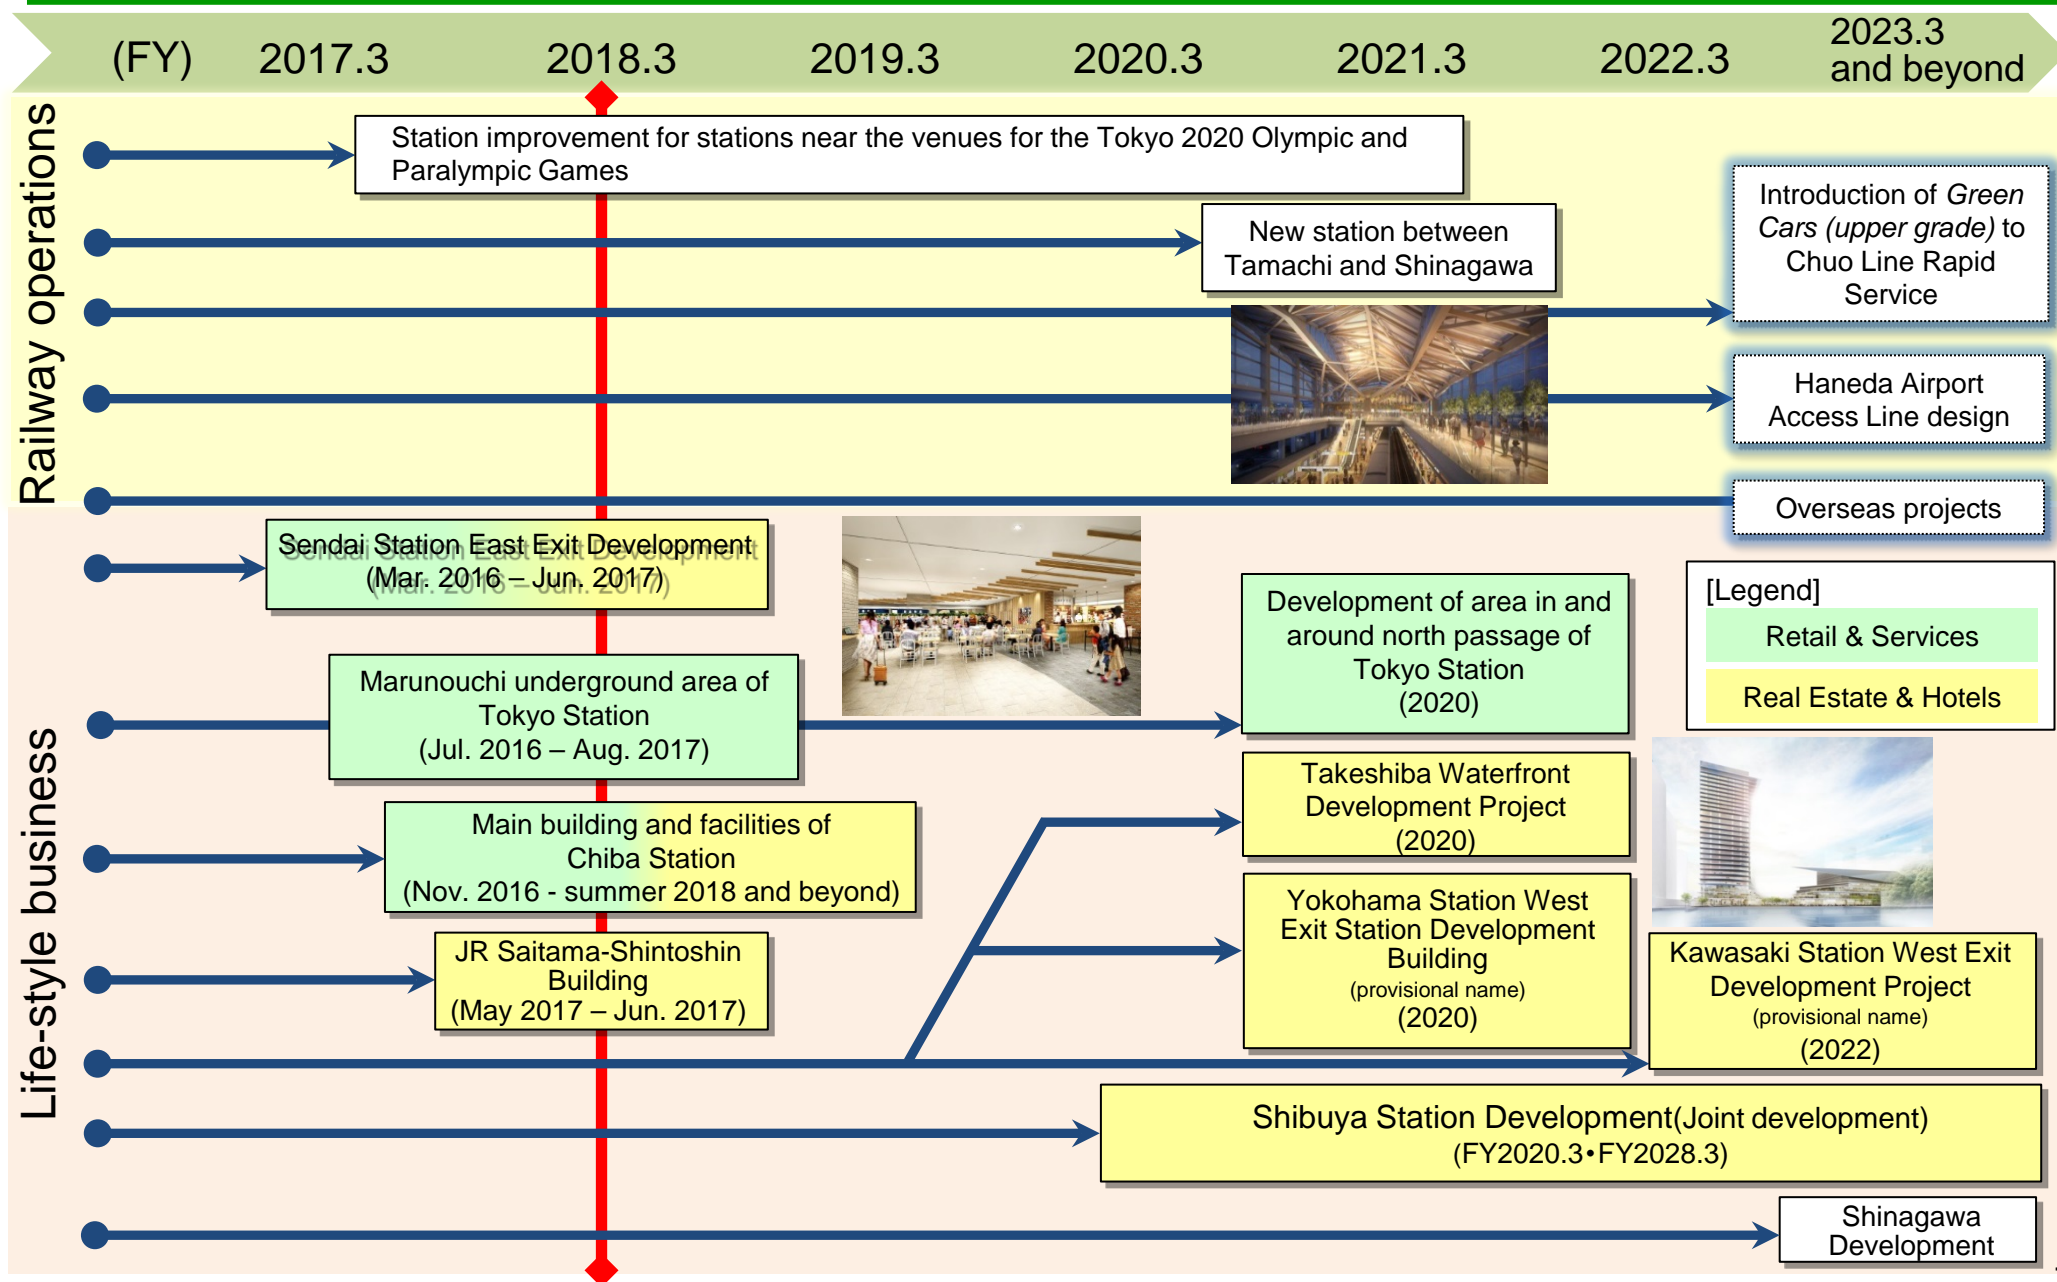 (FY) 2017.3 2018.3 2019.3 2020.3 2021.3 2022.3 2023.3
and beyond
Railway operations
Station improvement for stations near the venues for the Tokyo 2020 Olympic and
Paralympic Games
New station between
Tamachi and Shinagawa
Introduction of Green
Cars (upper grade) to
Chuo Line Rapid
Service
Haneda Airport
Access Line design
Overseas projects
Life-style business
Sendai Station East Exit Development
(Mar. 2016 – Jun. 2017)
Marunouchi underground area of
Tokyo Station
(Jul. 2016 – Aug. 2017)
Development of area in and
around north passage of
Tokyo Station
(2020)
[Legend]
Retail & Services
Real Estate & Hotels
Main building and facilities of
Chiba Station
(Nov. 2016 - summer 2018 and beyond)
Takeshiba Waterfront
Development Project
(2020)
JR Saitama-Shintoshin
Building
(May 2017 – Jun. 2017)
Yokohama Station West
Exit Station Development
Building
(provisional name)
(2020)
Kawasaki Station West Exit
Development Project
(provisional name)
(2022)
Shibuya Station Development(Joint development)
(FY2020.3•FY2028.3)
Shinagawa
Development